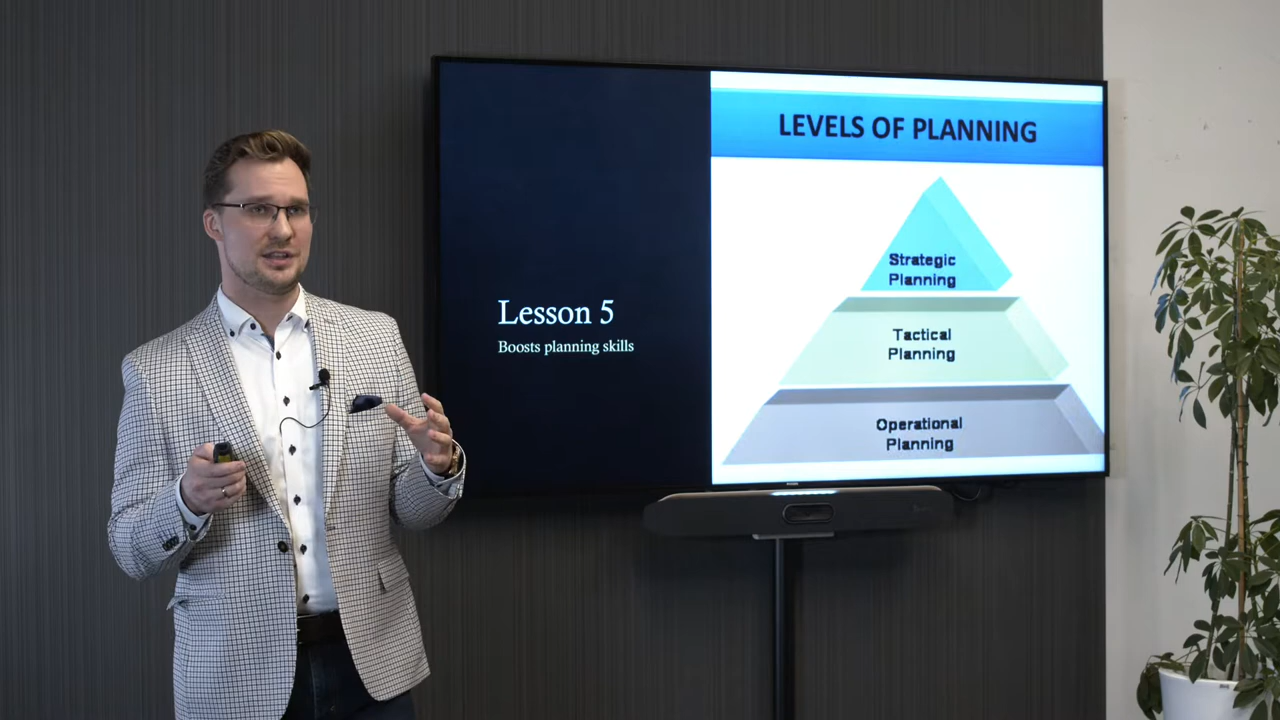 Lesson 5
Boosts planning skills
LEVELS OF PLANNING
Strategic
Planning
Tactical
Planning
Operational
Planning